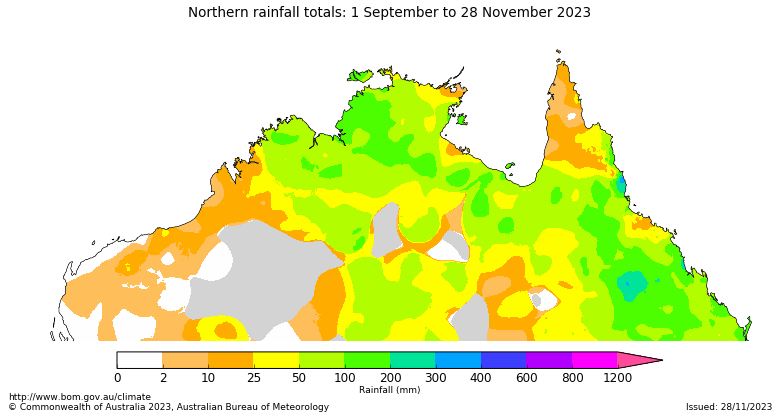 Northern rainfall totals: 1 September to 28 November 2023
0 2 10 25 50 100 200 300 400 600 800 1200
Rainfall (mm)
http://www.bom.gov.au/climate
© Commonwealth of Australia 2023, Australian Bureau of Meteorology Issued: 28/11/2023